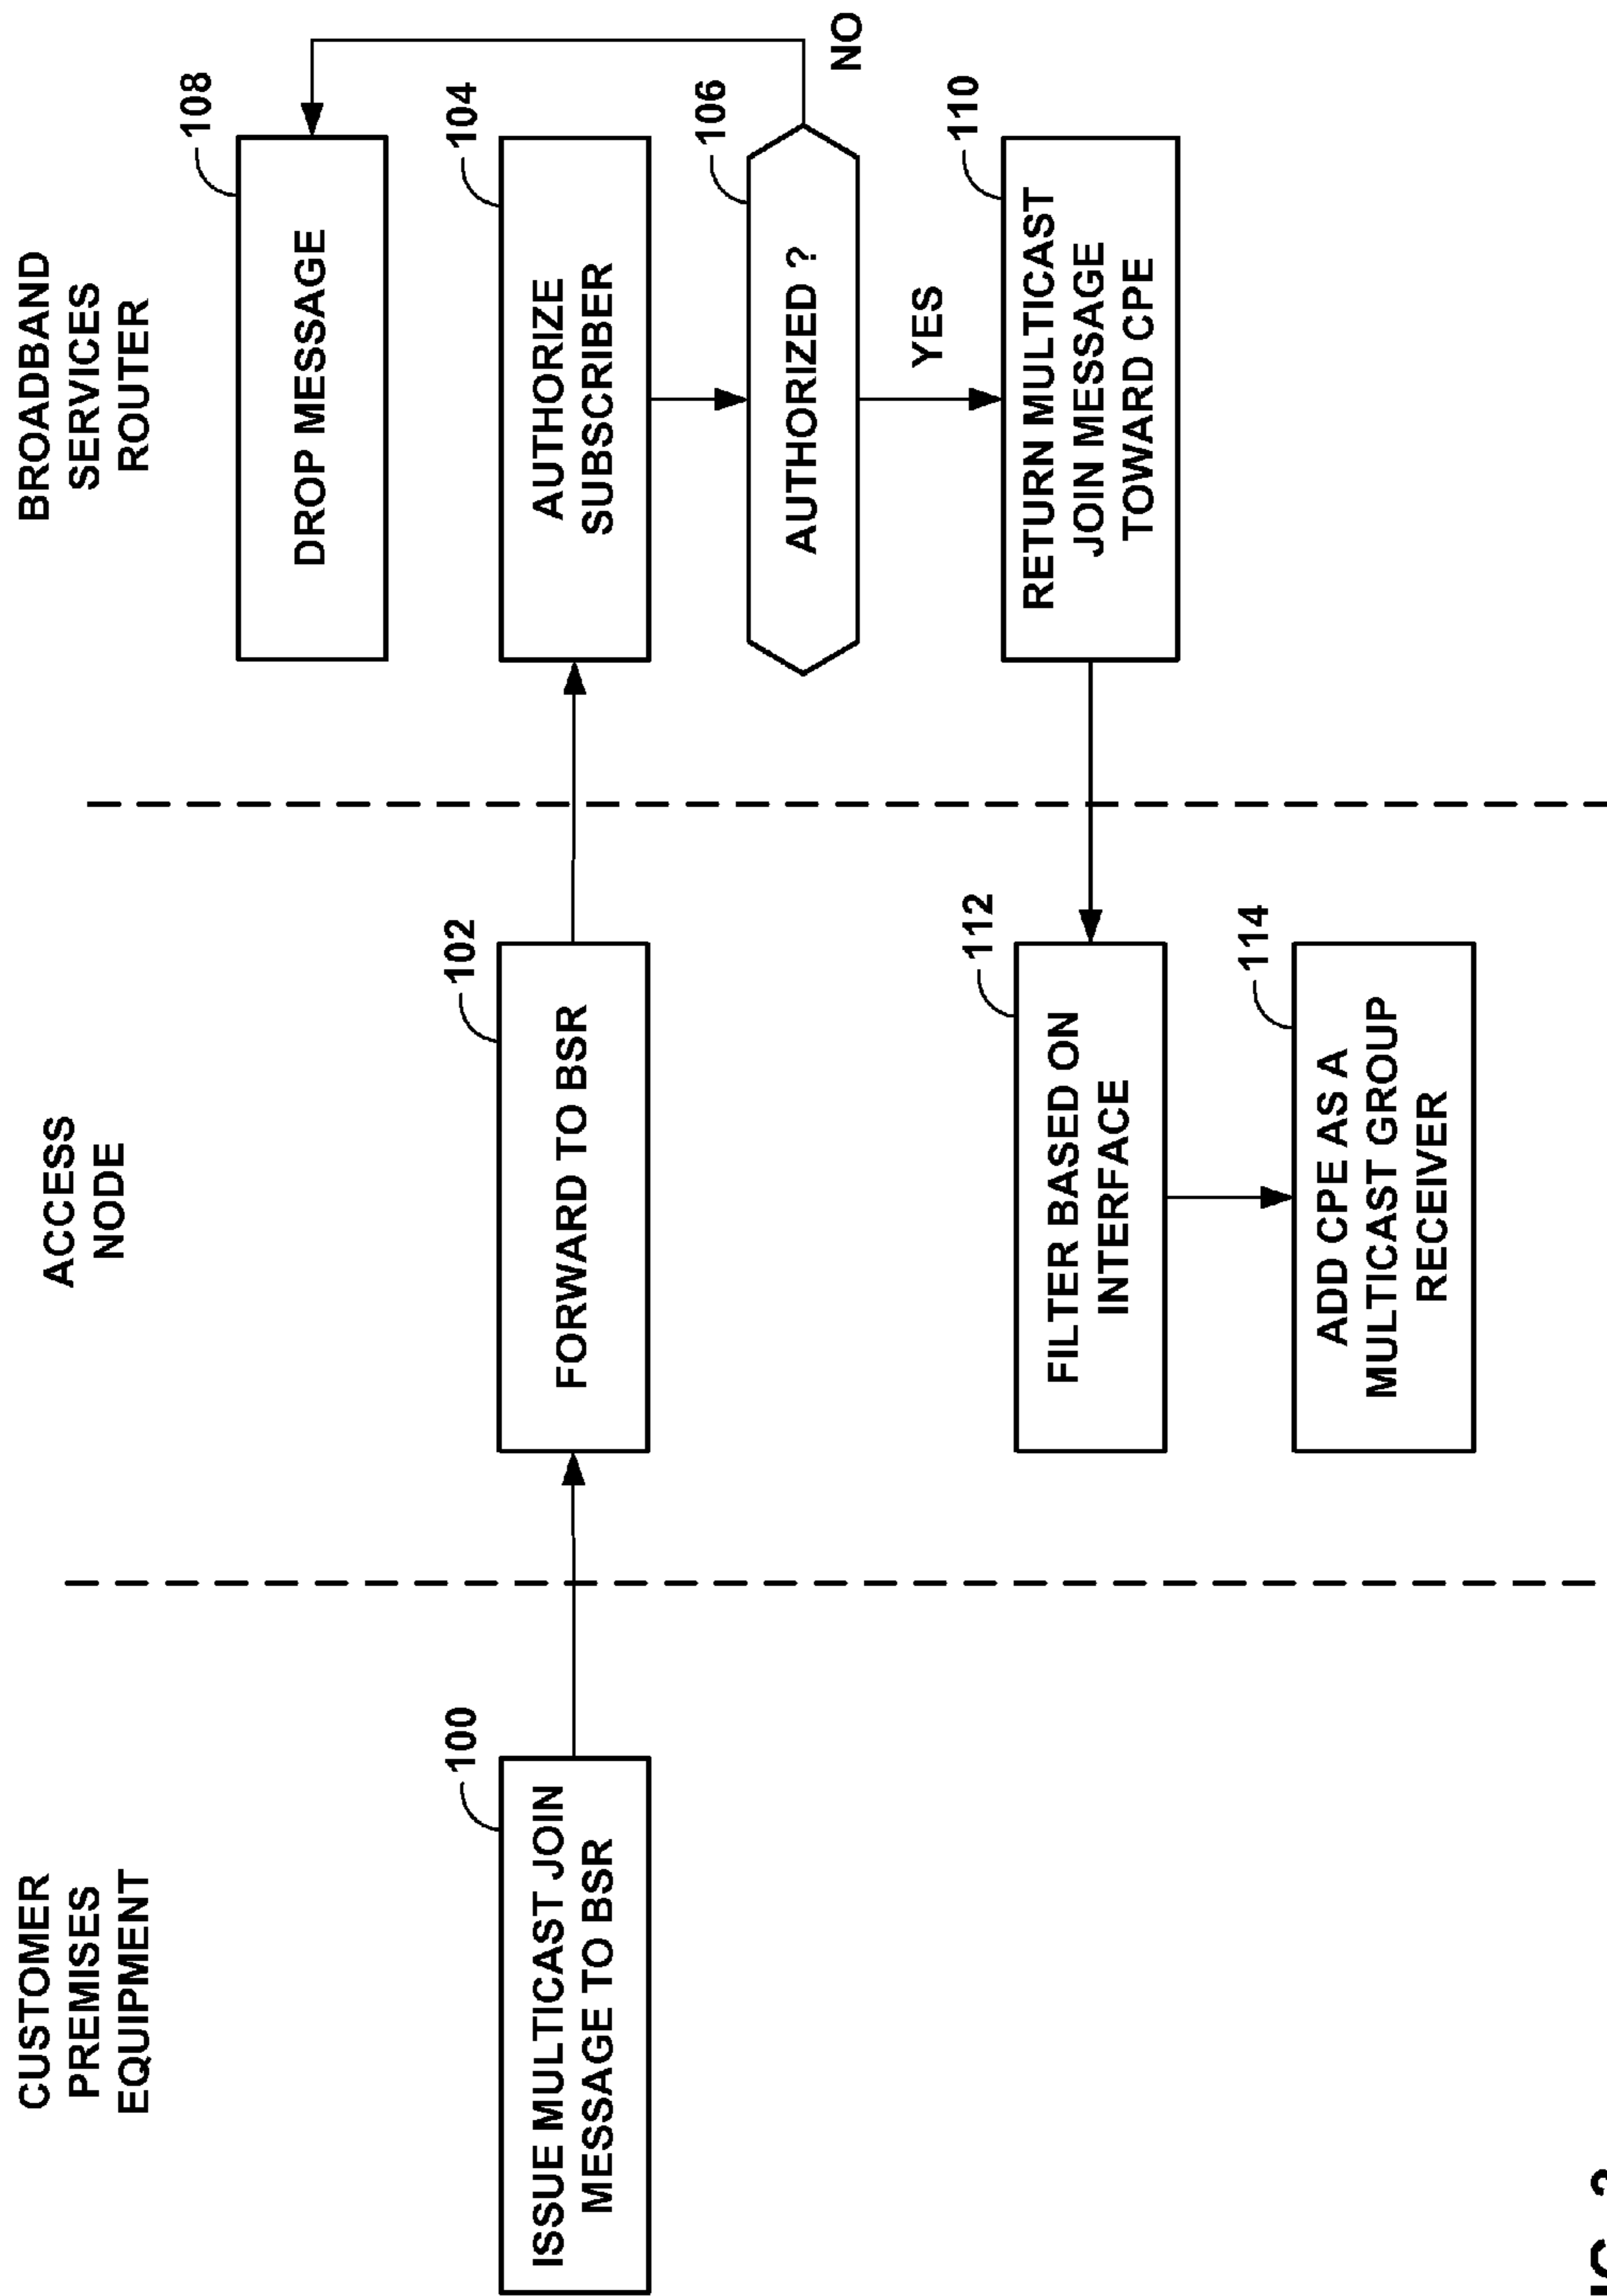 CUSTOMER
PREMISES
EQUIPMENT
ACCESS
NODE
BROADBAND
SERVICES
ROUTER
108
DROP MESSAGE
100
ISSUE MULTICAST JOIN
MESSAGE TO BSR
102
FORWARD TO BSR
104
AUTHORIZE
SUBSCRIBER
106
AUTHORIZED ?
NO
YES
110
RETURN MULTICAST
JOIN MESSAGE
TOWARD CPE
112
FILTER BASED ON
INTERFACE
114
ADD CPE AS A
MULTICAST GROUP
RECEIVER